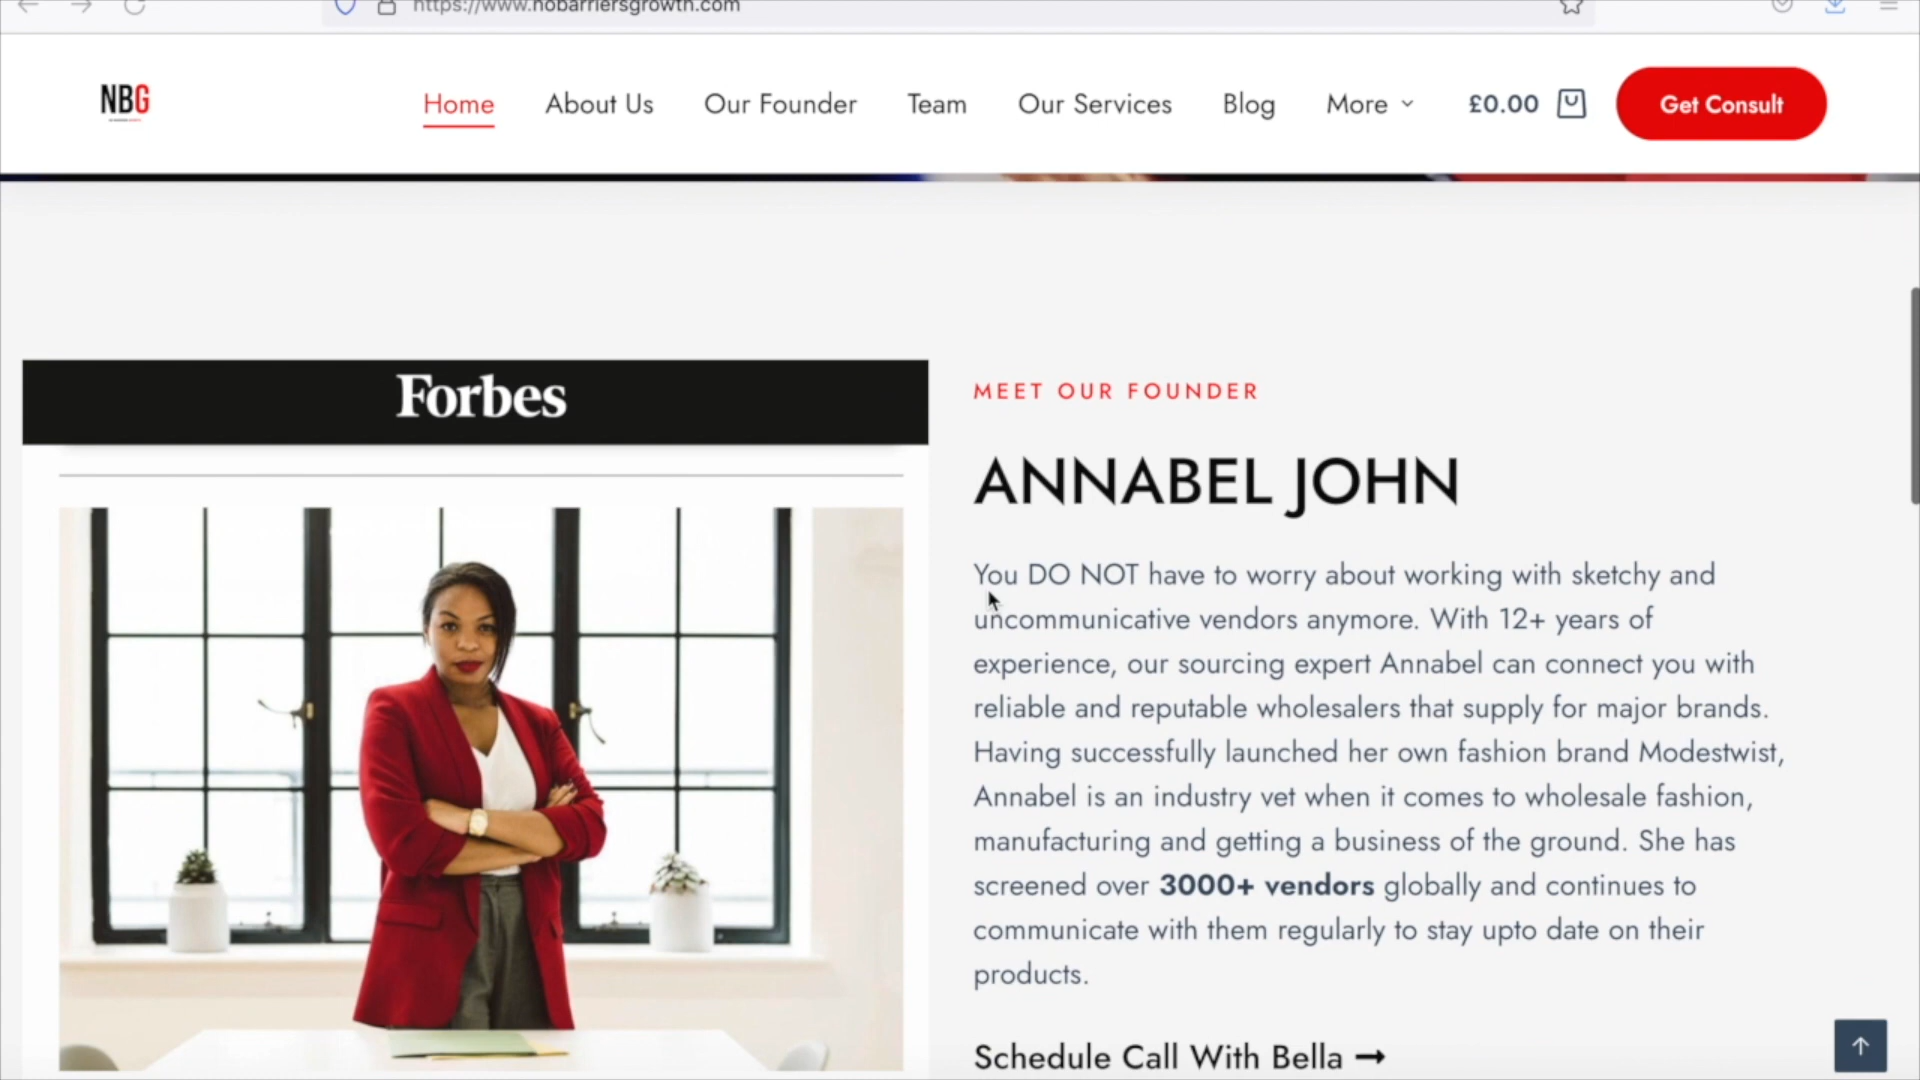 https://www.nobarriersgrowth.com
NBG
Home
About Us
Our Founder
Team
Our Services
Blog
More
£0.00
Get Consult
Forbes
MEET OUR FOUNDER
ANNABEL JOHN
You DO NOT have to worry about working with sketchy and
uncommunicative vendors anymore. With 12+ years of
experience, our sourcing expert Annabel can connect you with
reliable and reputable wholesalers that supply for major brands.
Having successfully launched her own fashion brand Modestwist,
Annabel is an industry vet when it comes to wholesale fashion,
manufacturing and getting a business of the ground. She has
screened over 3000+ vendors globally and continues to
communicate with them regularly to stay upto date on their
products.
Schedule Call With Bella →